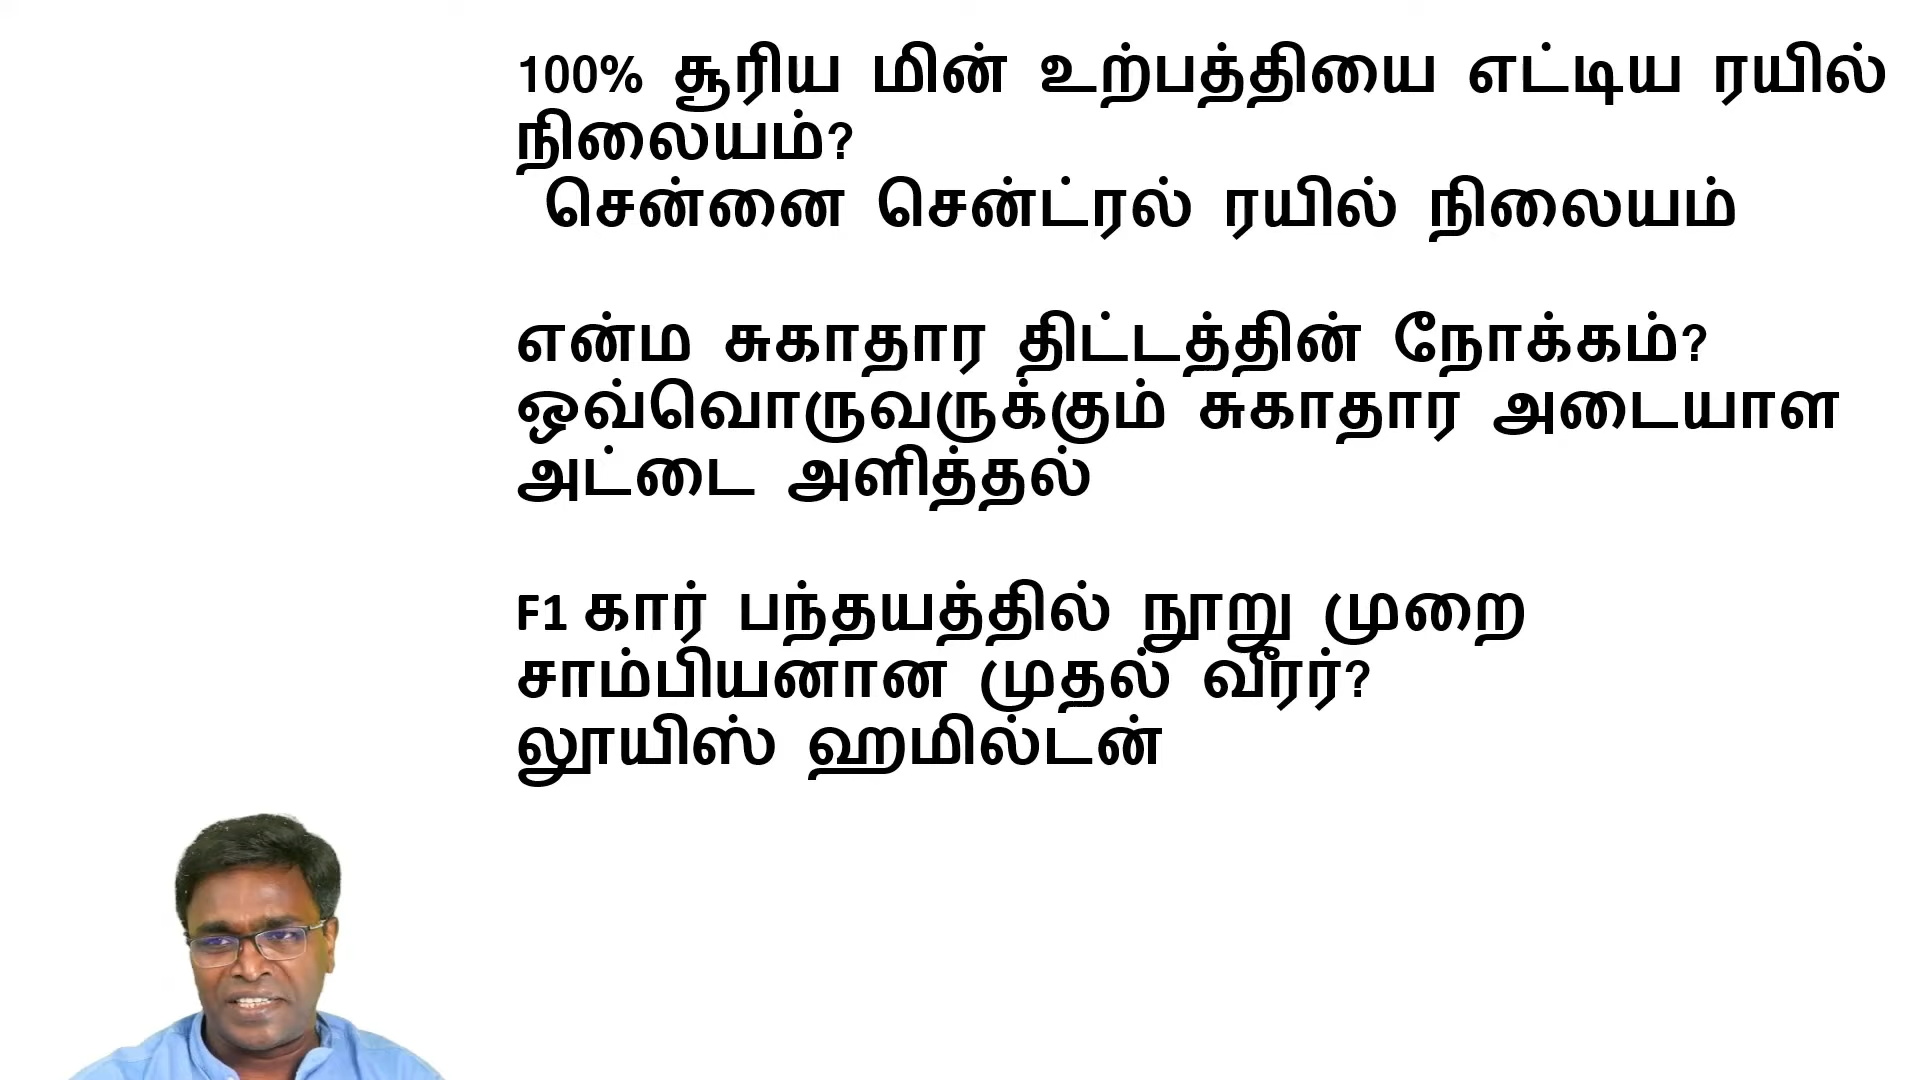 100% சூரிய மின் உற்பத்தியை எட்டிய ரயில்
நிலையம்?
சென்னை சென்ட்ரல் ரயில் நிலையம்
என்ம சுகாதார திட்டத்தின் நோக்கம்?
ஒவ்வொருவருக்கும் சுகாதார அடையாள
அட்டை அளித்தல்
F1 கார் பந்தயத்தில் நூறு முறை
சாம்பியனான முதல் வீரர்?
லூயிஸ் ஹமில்டன்